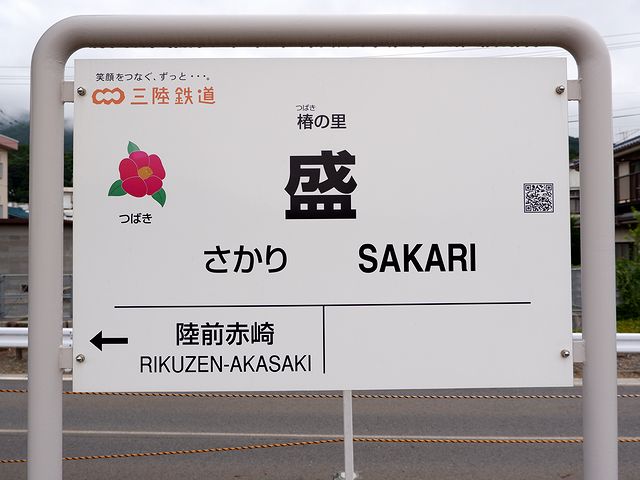 笑顔をつなぐ、ずっと・・・。
三陸鉄道
つばき
椿の里
盛
つばき
さかり SAKARI
陸前赤崎
RIKUZEN-AKASAKI